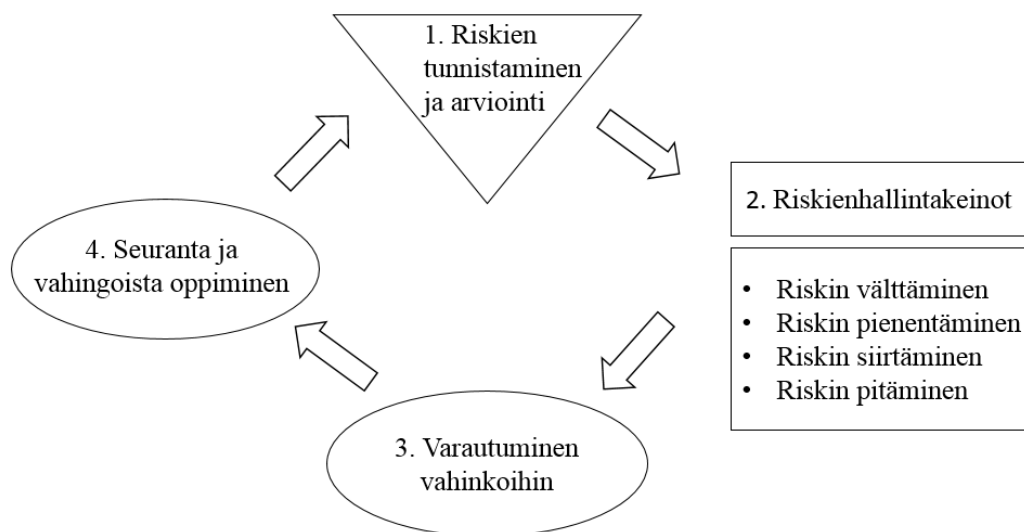 1. Riskien
tunnistaminen
ja arviointi
2. Riskienhallintakeinot
• Riskin välttäminen
• Riskin pienentäminen
• Riskin siirtäminen
• Riskin pitäminen
3. Varautuminen
vahinkoihin
4. Seuranta ja
vahingoista oppiminen